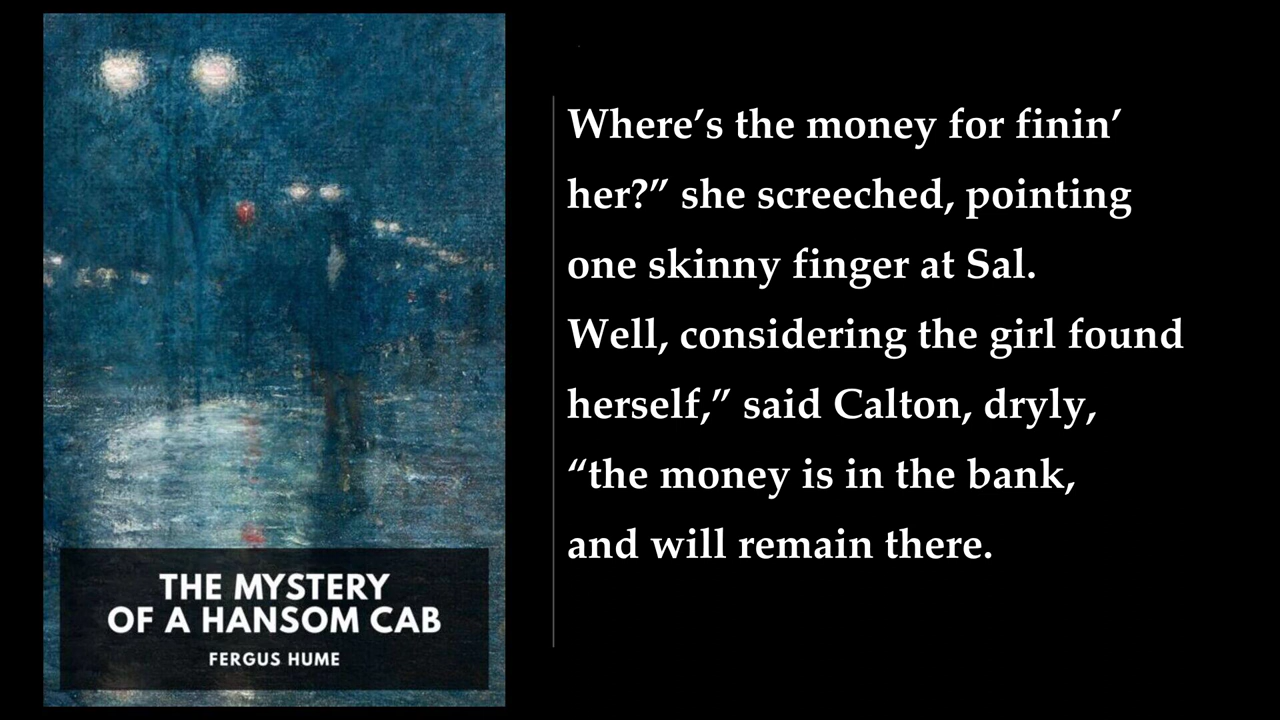 THE MYSTERY
OF A HANSOM CAB
FERGUS HUME
Where’s the money for finin’
her?” she screeched, pointing
one skinny finger at Sal.
Well, considering the girl found
herself,” said Calton, dryly,
“the money is in the bank,
and will remain there.